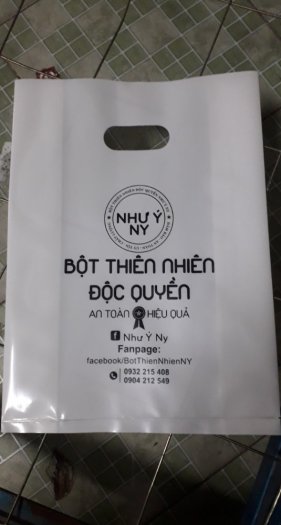 NHƯ Ý
NY
BỘT THIÊN NHIÊN
ĐỘC QUYỀN
AN TOÀN HIỆU QUẢ
Như Ý Ny
Fanpage:
facebook/BotThienNhienNY
0932 215 408
0904 212 549